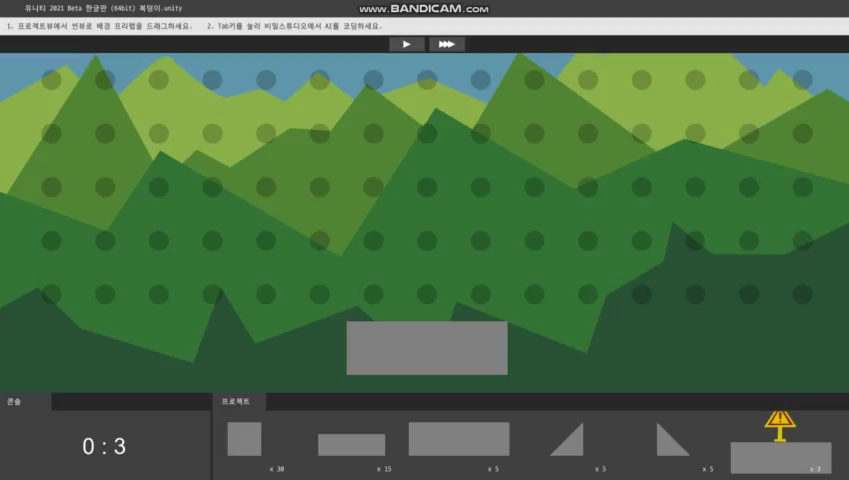 유니티 2021 Beta 한글판 (64bit) 복덩이.unity
www.BANDICAM.com
1. 프로젝트뷰에서 씬뷰로 배경 프리팹을 드래그하세요. 2. Tab키를 눌러 비밀스튜디오에서 AI를 코딩하세요.
콘솔
프로젝트
0 : 3
x 30
x 15
x 5
x 5
x 5
x 3